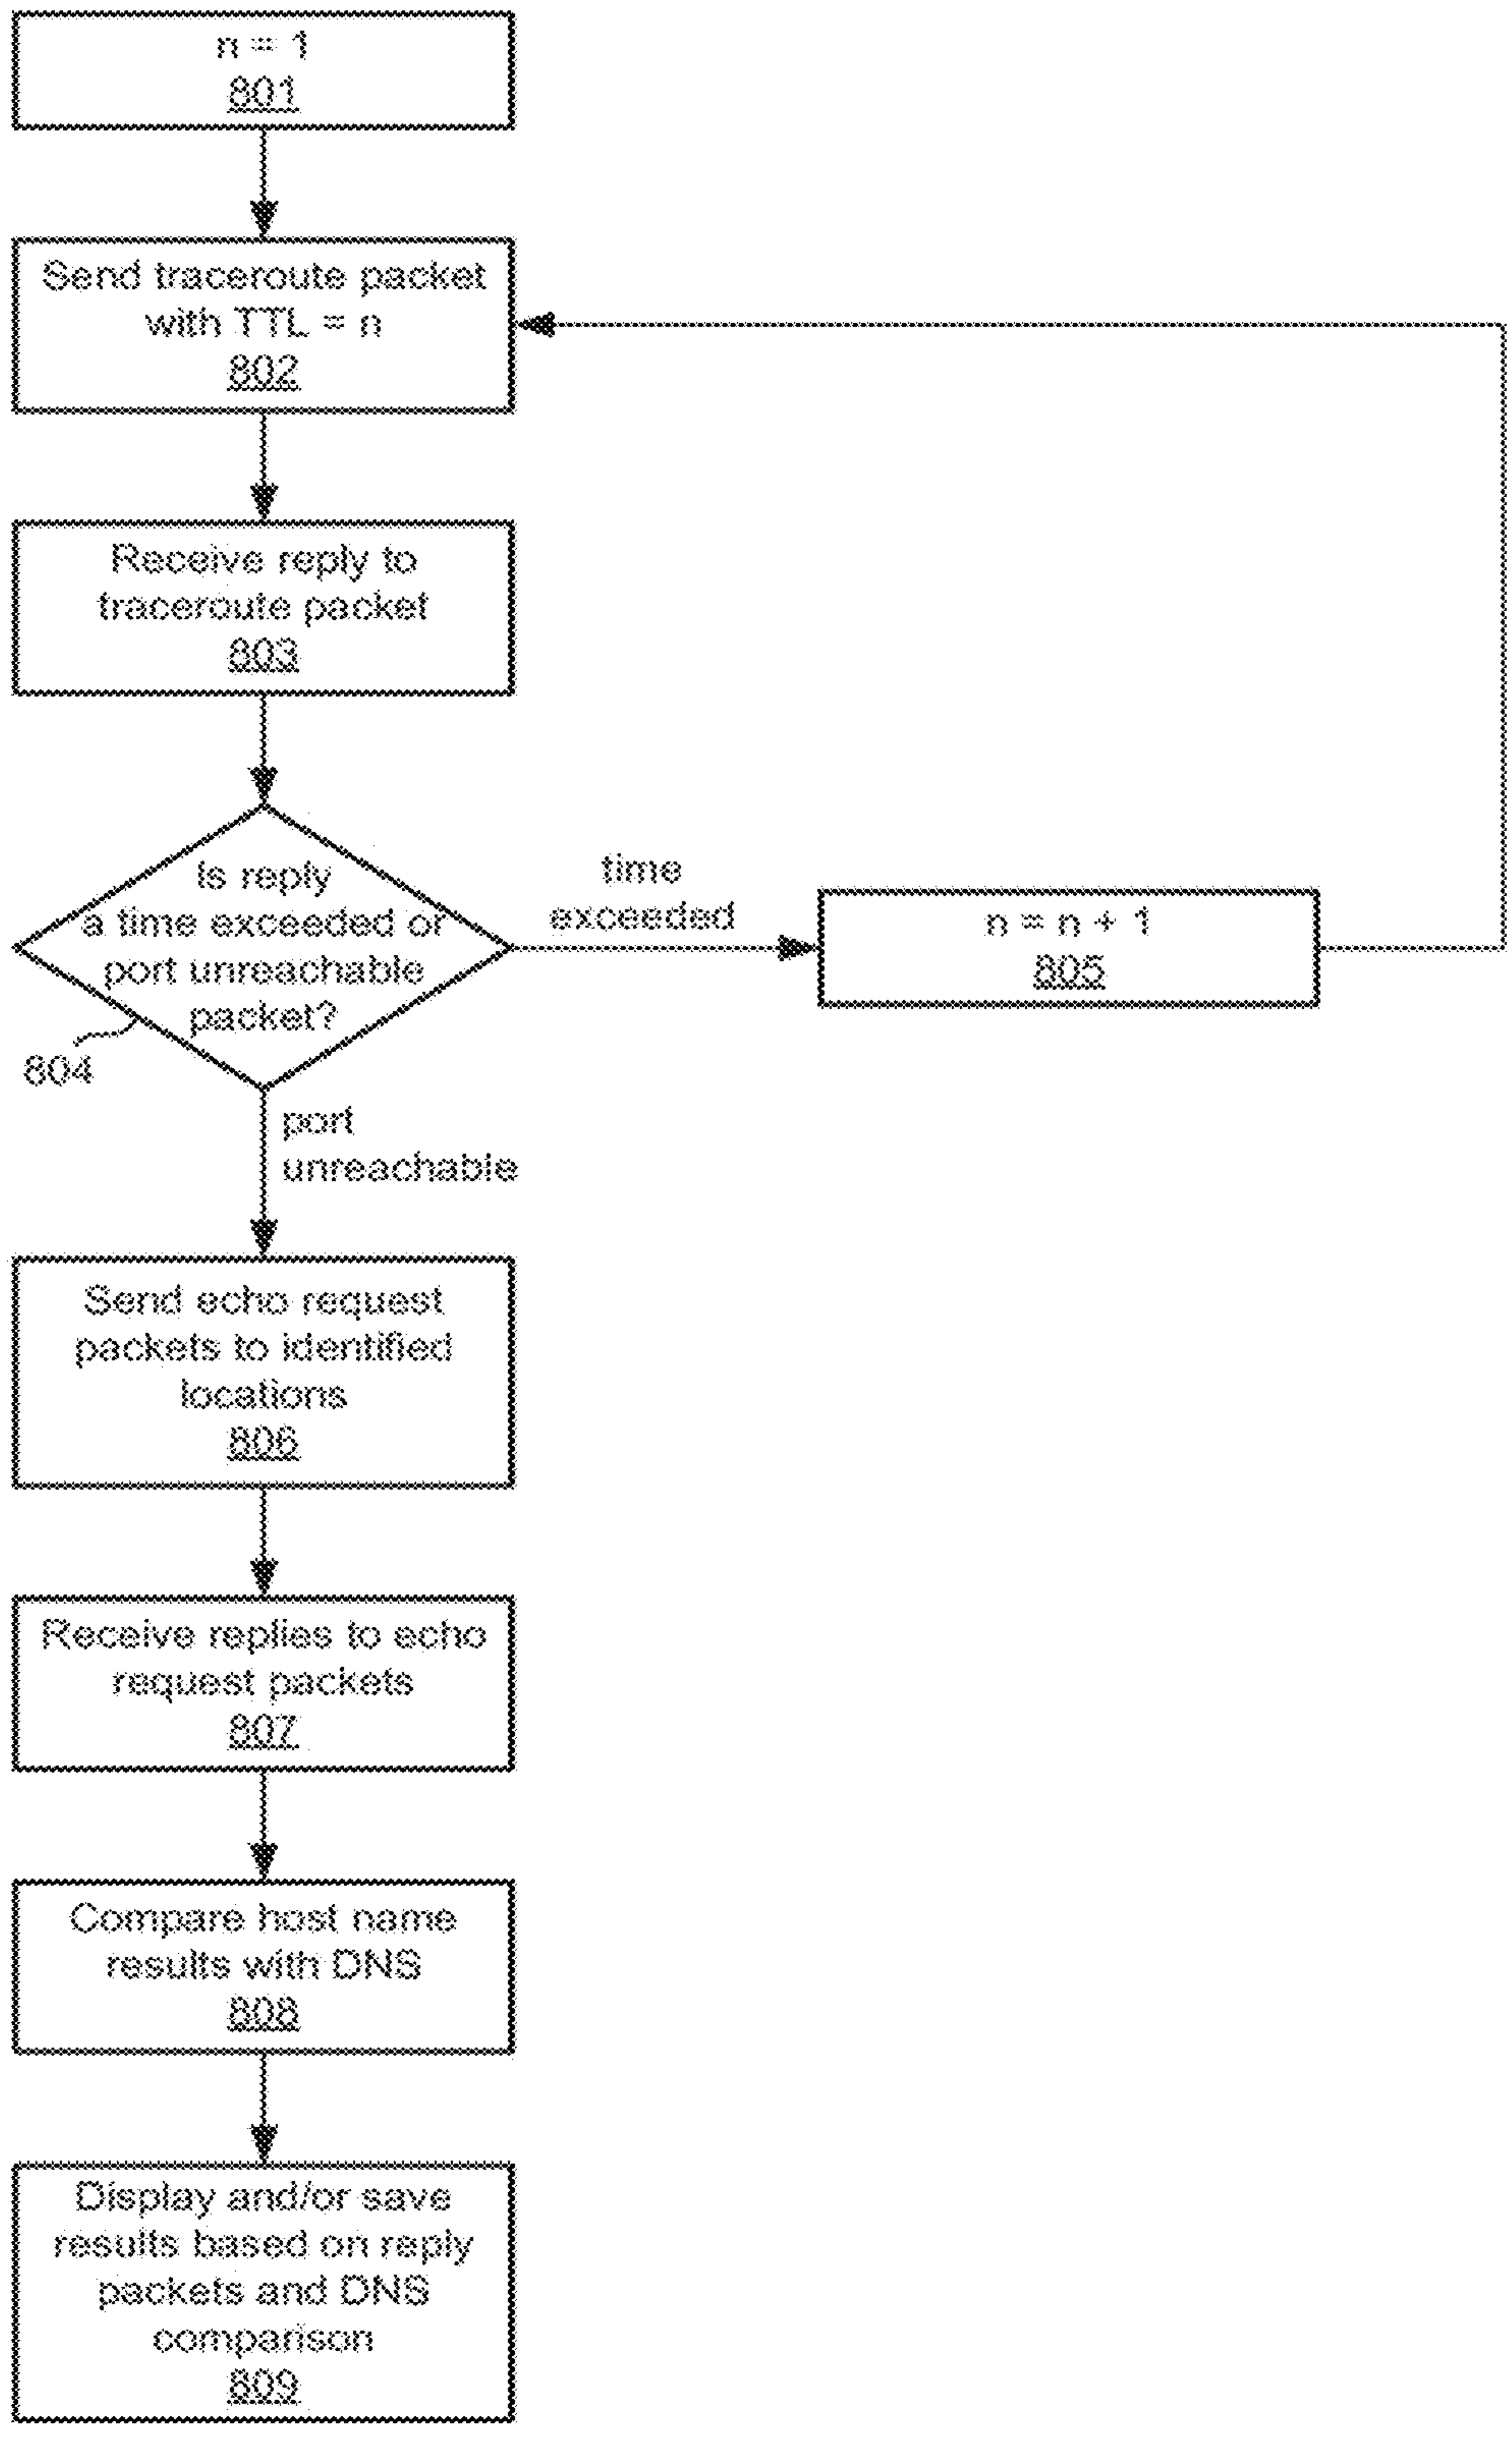 n = 1
801
Send traceroute packet
with TTL = n
802
Receive reply to
traceroute packet
803
Is reply
a time exceeded or
port unreachable
packet?
804
time
exceeded
n = n + 1
805
port
unreachable
Send echo request
packets to identified
locations
806
Receive replies to echo
request packets
807
Compare host name
results with DNS
808
Display and/or save
results based on reply
packets and DNS
comparison
809